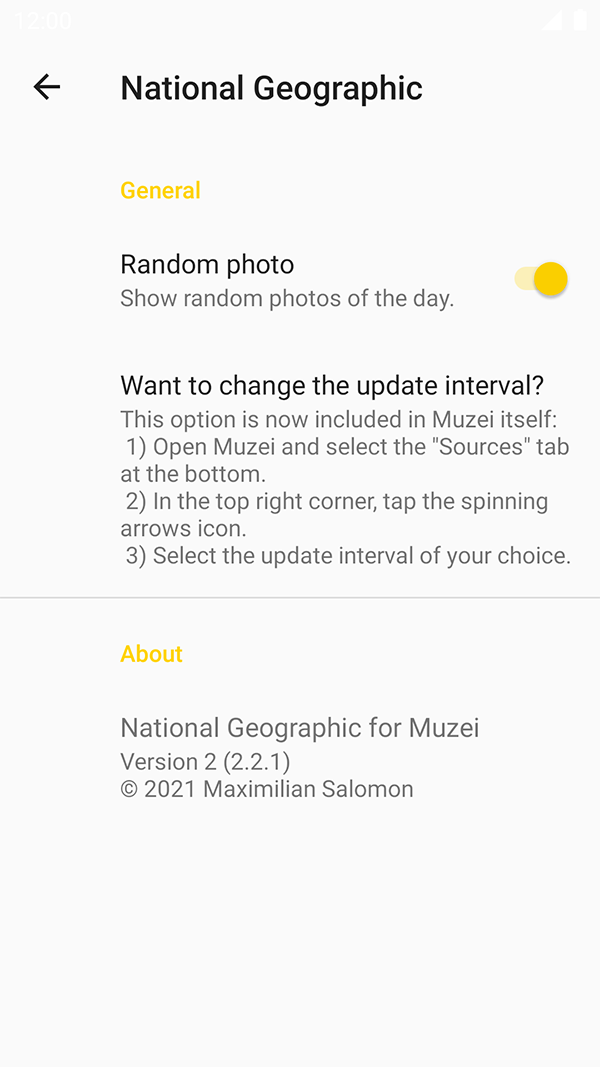 12:00
National Geographic
General
Random photo
Show random photos of the day.
Want to change the update interval?
This option is now included in Muzei itself:
1) Open Muzei and select the "Sources" tab
at the bottom.
2) In the top right corner, tap the spinning
arrows icon.
3) Select the update interval of your choice.
About
National Geographic for Muzei
Version 2 (2.2.1)
© 2021 Maximilian Salomon